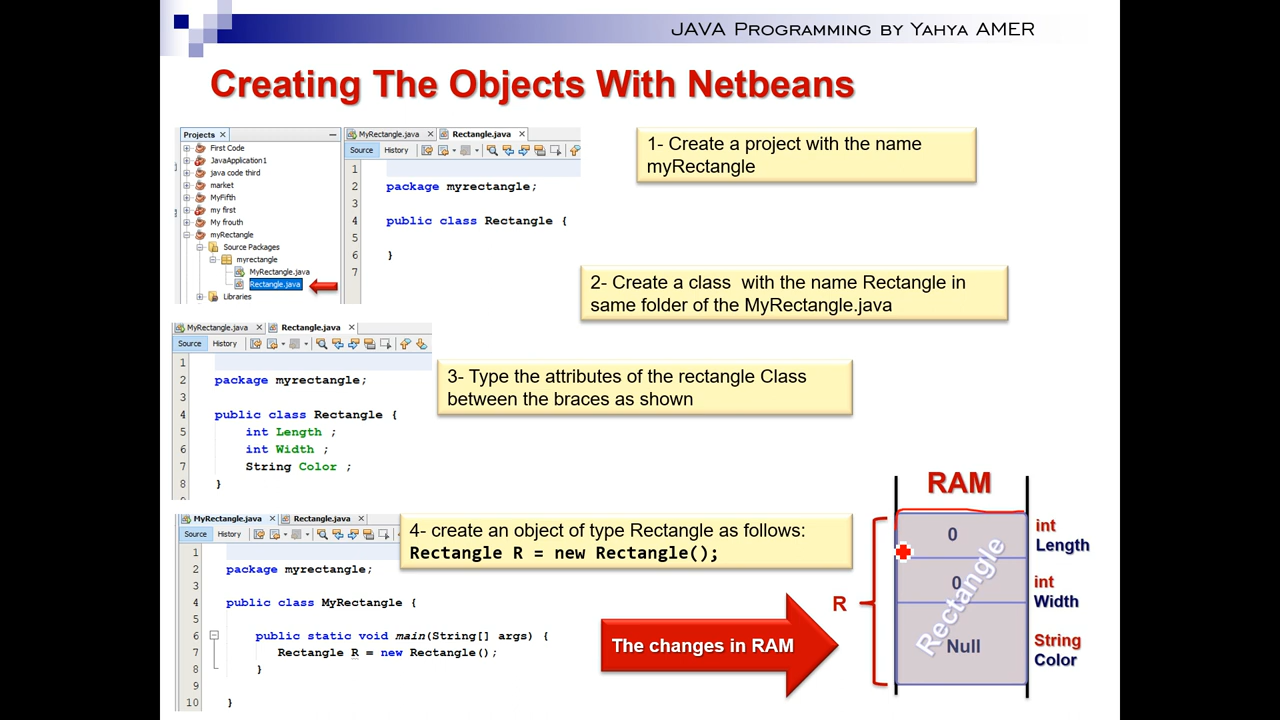 JAVA Programming by Yahya AMER
Creating The Objects With Netbeans
Projects
First Code
JavaApplication1
java code third
market
MyFifth
my first
My frouth
myRectangle
Source Packages
myrectangle
MyRectangle.java
Rectangle.java
Libraries
MyRectangle.java Rectangle.java
Source History
1
2 package myrectangle;
3
4 public class Rectangle {
5
6 }
7
1- Create a project with the name
myRectangle
2- Create a class with the name Rectangle in
same folder of the MyRectangle.java
MyRectangle.java Rectangle.java
Source History
1
2 package myrectangle;
3
4 public class Rectangle {
5 int Length ;
6 int Width ;
7 String Color ;
8 }
3- Type the attributes of the rectangle Class
between the braces as shown
MyRectangle.java Rectangle.java
Source History
1
2 package myrectangle;
3
4 public class MyRectangle {
5
6 public static void main(String[] args) {
7 Rectangle R = new Rectangle();
8 }
9
10 }
4- create an object of type Rectangle as follows:
Rectangle R = new Rectangle();
The changes in RAM
RAM
R
0
int
Length
0
int
Width
Null
String
Color
Rectangle